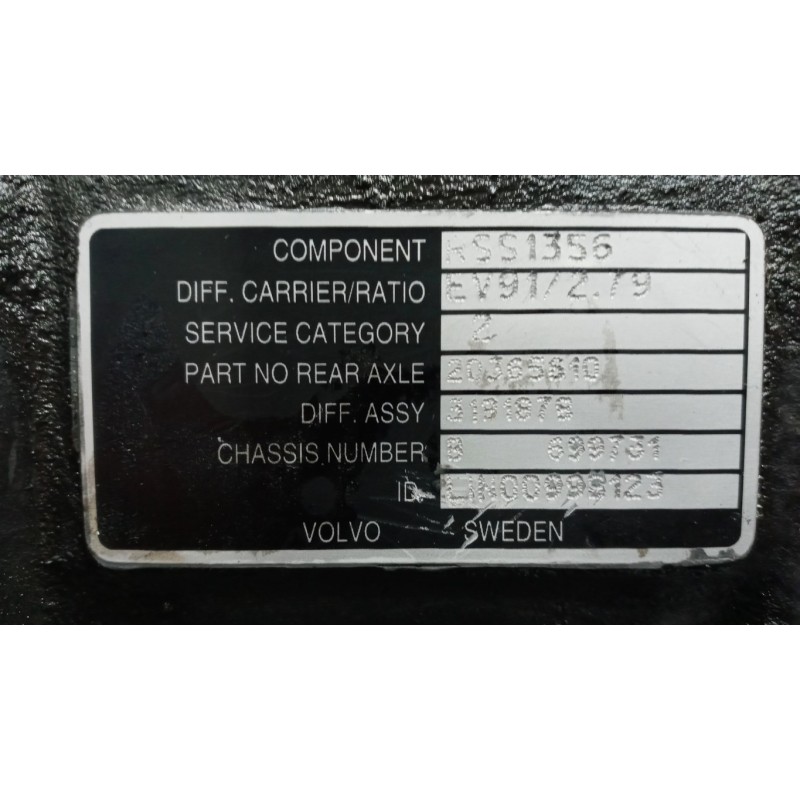 COMPONENT RSS1356
DIFF. CARRIER/RATIO EV91/2.79
SERVICE CATEGORY 2
PART NO REAR AXLE 20365610
DIFF. ASSY 3191878
CHASSIS NUMBER B 699731
ID. LIN00999123
VOLVO SWEDEN